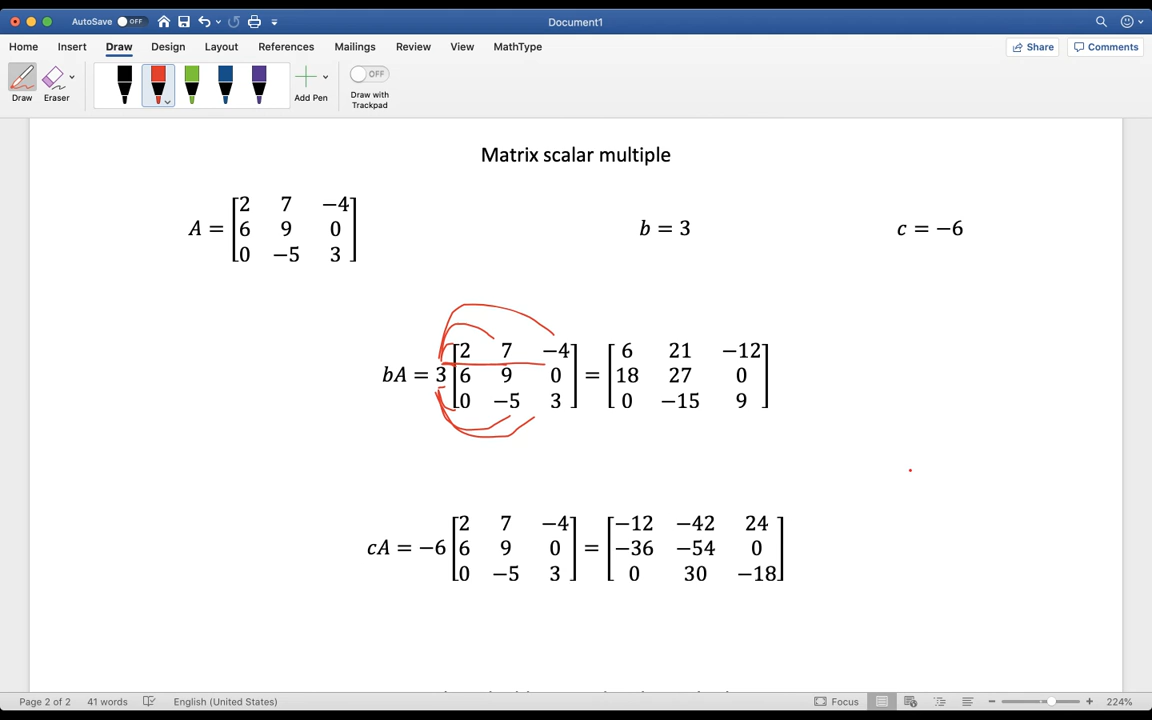 AutoSave OFF Document1
Home Insert Draw Design Layout References Mailings Review View MathType Share Comments
Draw Eraser Add Pen OFF Draw with Trackpad
Matrix scalar multiple
A = [2 7 −4
6 9 0
0 −5 3]
b = 3
c = −6
bA = 3 [2 7 −4
6 9 0
0 −5 3] = [6 21 −12
18 27 0
0 −15 9]
cA = −6 [2 7 −4
6 9 0
0 −5 3] = [−12 −42 24
−36 −54 0
0 30 −18]
Page 2 of 2 41 words English (United States) Focus 224%